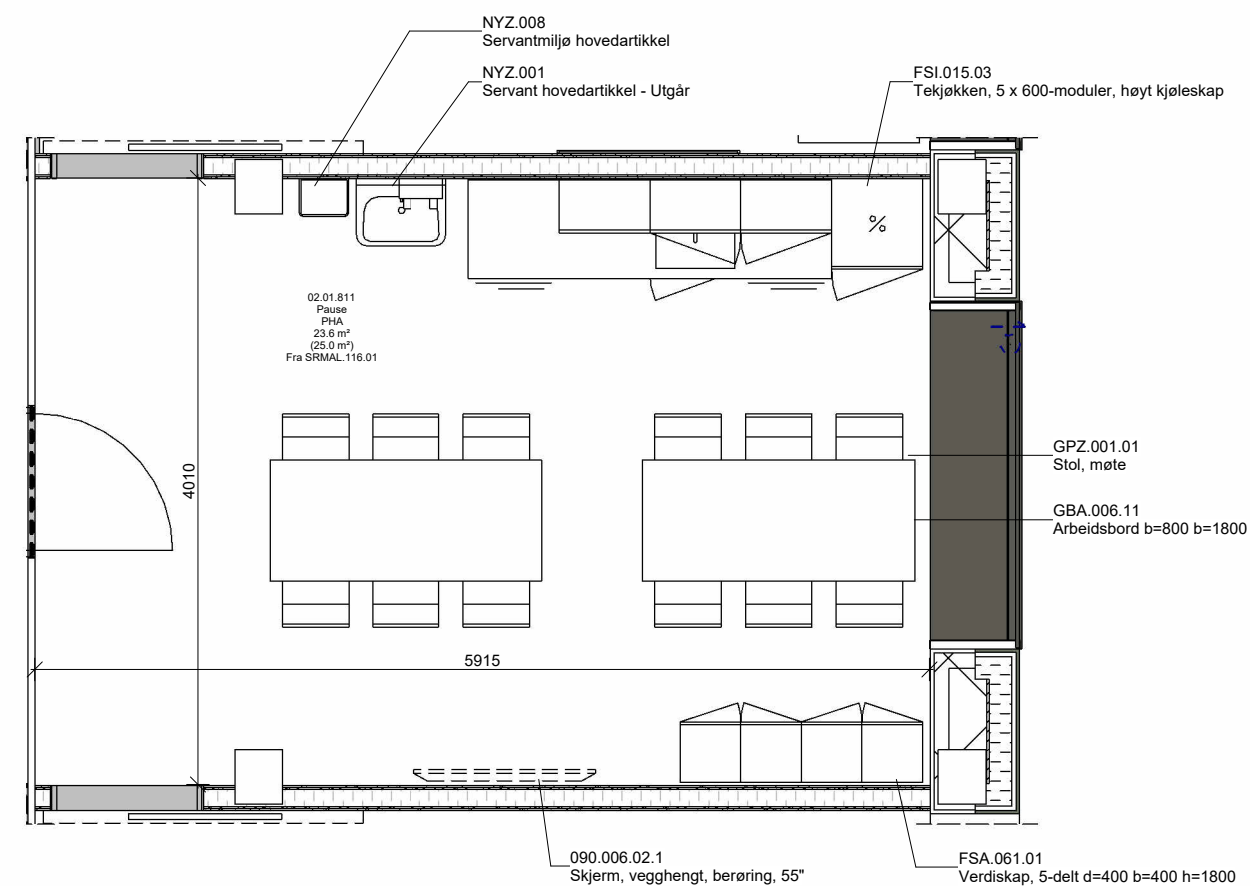 NYZ.008
Servantmiljø hovedartikkel
NYZ.001
Servant hovedartikkel - Utgår
FSI.015.03
Tekjøkken, 5 x 600-moduler, høyt kjøleskap
02.01.811
Pause
PHA
23.6 m²
(25.0 m²)
Fra SRMAL.116.01
4010
GPZ.001.01
Stol, møte
GBA.006.11
Arbeidsbord b=800 b=1800
5915
090.006.02.1
Skjerm, vegghengt, berøring, 55"
FSA.061.01
Verdiskap, 5-delt d=400 b=400 h=1800